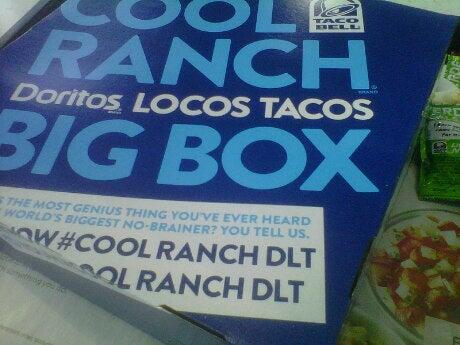 COOL
TACO
BELL
RANCH
BRAND
Doritos LOCOS TACOS
BIG BOX
THE MOST GENIUS THING YOU'VE EVER HEARD
WORLD'S BIGGEST NO-BRAINER? YOU TELL US.
#COOL RANCH DLT
RANCH DLT